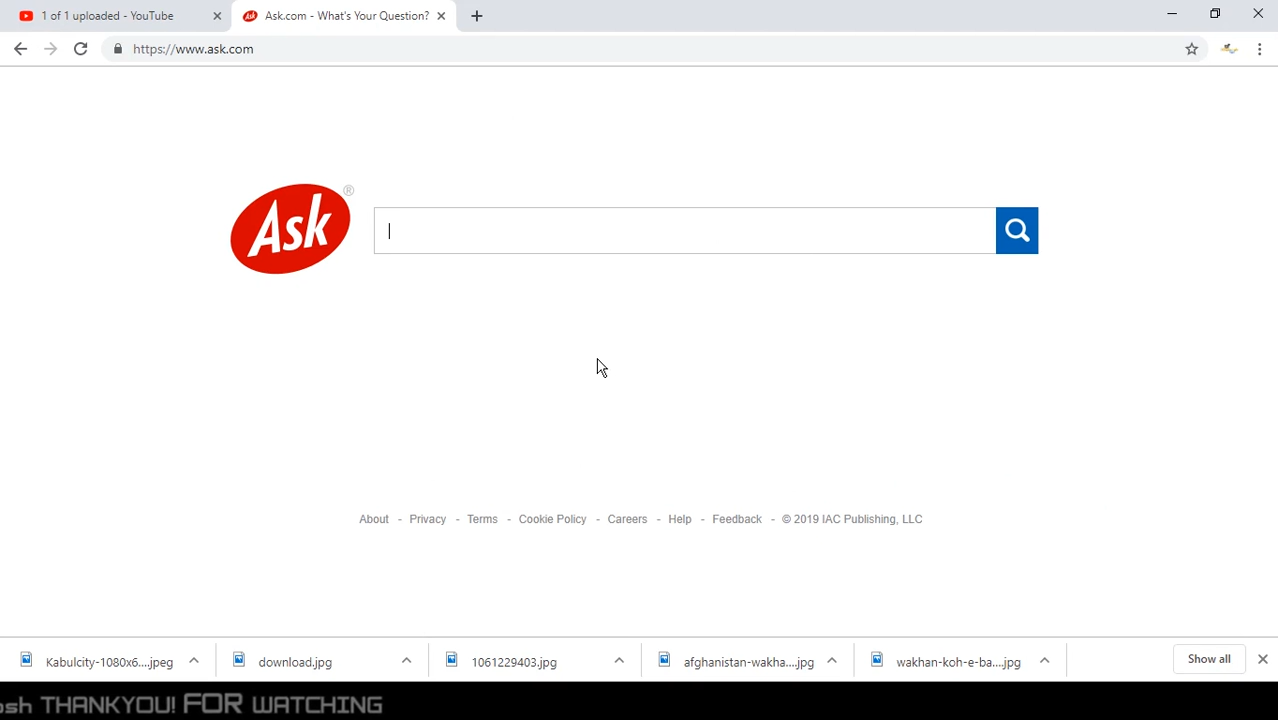 1 of 1 uploaded - YouTube
Ask.com - What's Your Question?
https://www.ask.com
Ask ®
About - Privacy - Terms - Cookie Policy - Careers - Help - Feedback - © 2019 IAC Publishing, LLC
Kabulcity-1080x6....jpeg
download.jpg
1061229403.jpg
afghanistan-wakha....jpg
wakhan-koh-e-ba....jpg
Show all
osh THANKYOU! FOR WATCHING